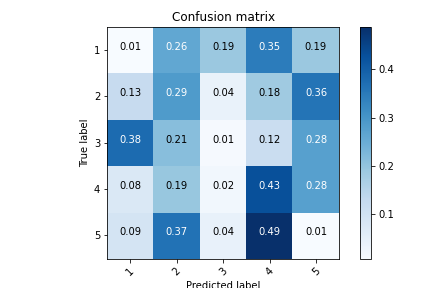 Confusion matrix
1 0.01 0.26 0.19 0.35 0.19
2 0.13 0.29 0.04 0.18 0.36
3 0.38 0.21 0.01 0.12 0.28
4 0.08 0.19 0.02 0.43 0.28
5 0.09 0.37 0.04 0.49 0.01
True label
1 2 3 4 5
Predicted label
0.4
0.3
0.2
0.1